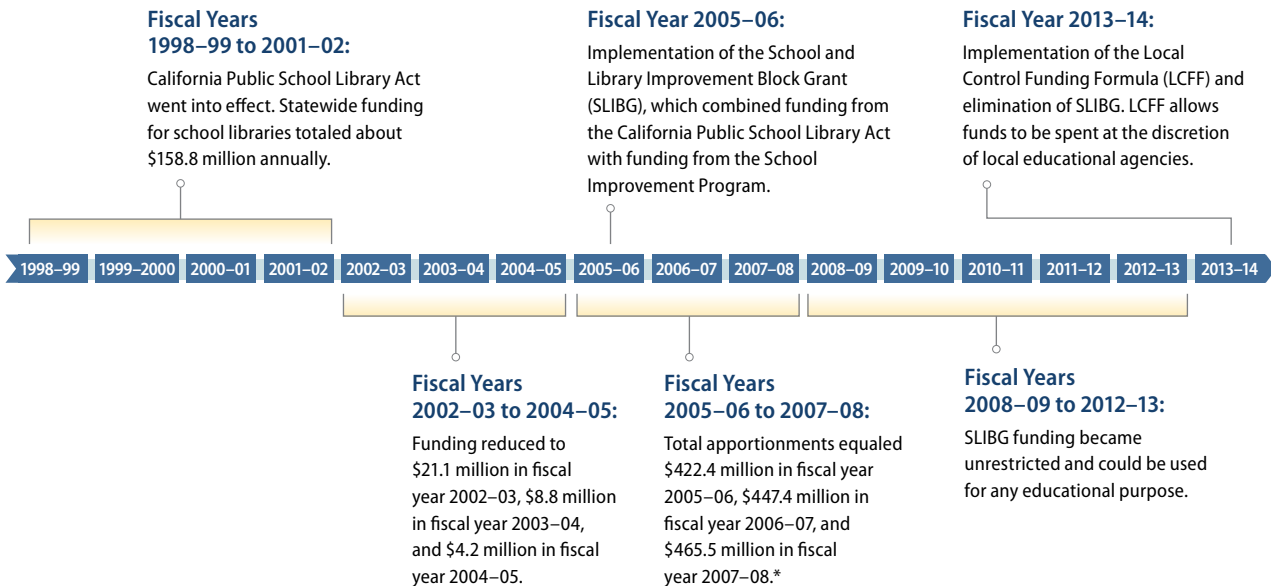 Fiscal Years
1998–99 to 2001–02:
California Public School Library Act
went into effect. Statewide funding
for school libraries totaled about
$158.8 million annually.
Fiscal Year 2005–06:
Implementation of the School and
Library Improvement Block Grant
(SLIBG), which combined funding from
the California Public School Library Act
with funding from the School
Improvement Program.
Fiscal Year 2013–14:
Implementation of the Local
Control Funding Formula (LCFF) and
elimination of SLIBG. LCFF allows
funds to be spent at the discretion
of local educational agencies.
1998–99 1999–2000 2000–01 2001–02 2002–03 2003–04 2004–05 2005–06 2006–07 2007–08 2008–09 2009–10 2010–11 2011–12 2012–13 2013–14
Fiscal Years
2002–03 to 2004–05:
Funding reduced to
$21.1 million in fiscal
year 2002–03, $8.8 million
in fiscal year 2003–04,
and $4.2 million in fiscal
year 2004–05.
Fiscal Years
2005–06 to 2007–08:
Total apportionments equaled
$422.4 million in fiscal year
2005–06, $447.4 million in
fiscal year 2006–07, and
$465.5 million in fiscal
year 2007–08.*
Fiscal Years
2008–09 to 2012–13:
SLIBG funding became
unrestricted and could be used
for any educational purpose.